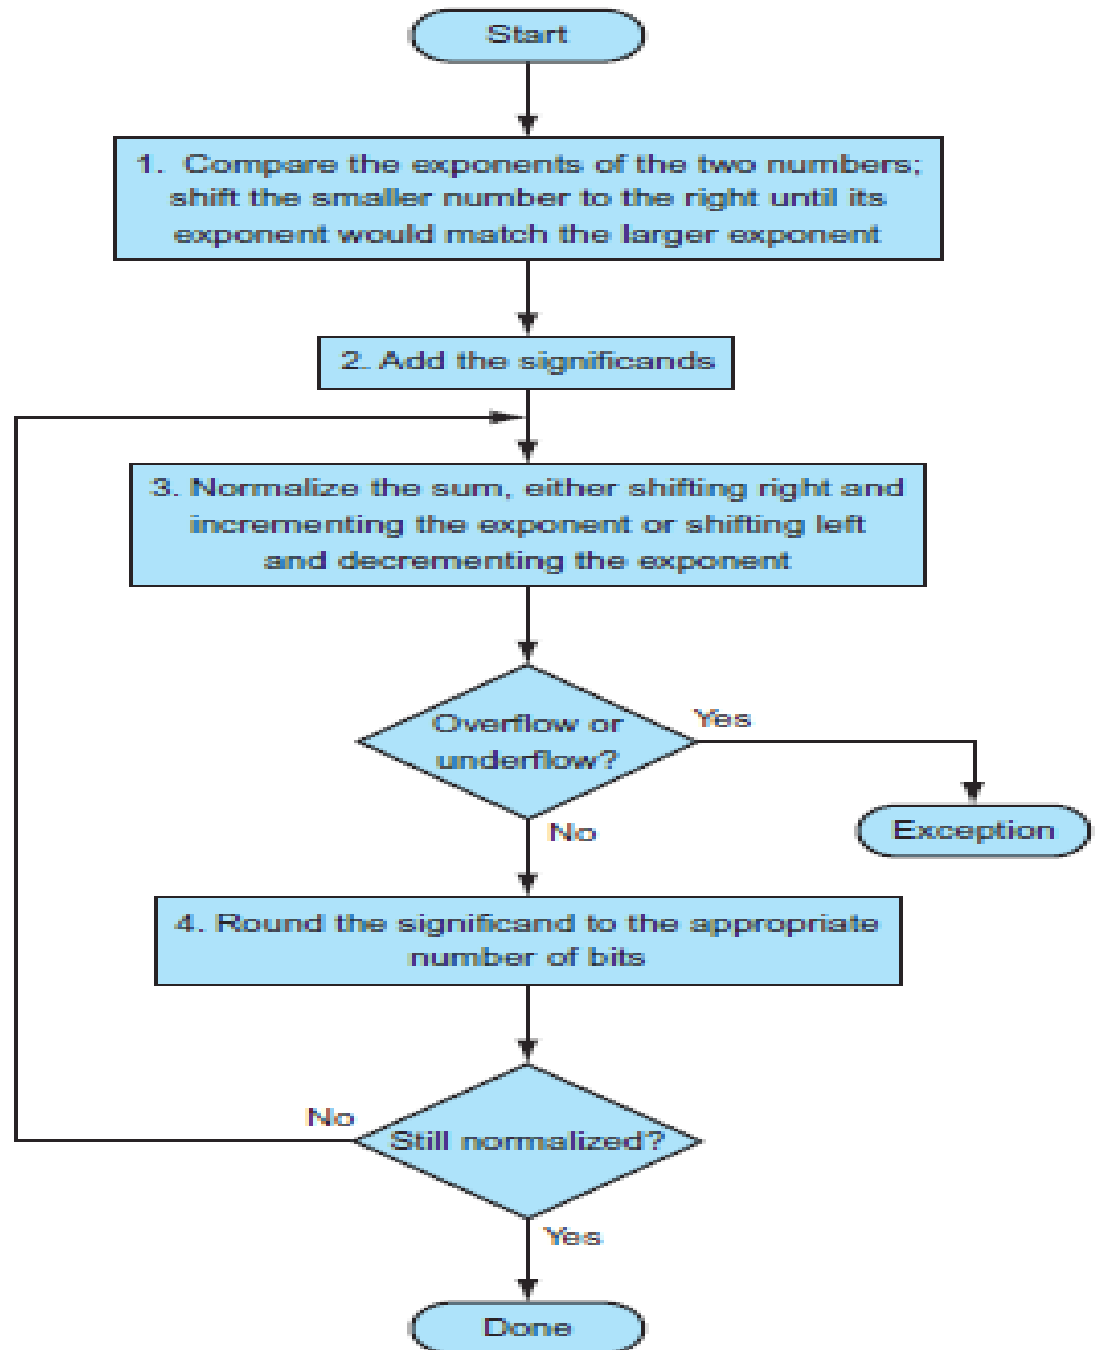 Start
1. Compare the exponents of the two numbers;
shift the smaller number to the right until its
exponent would match the larger exponent
2. Add the significands
3. Normalize the sum, either shifting right and
incrementing the exponent or shifting left
and decrementing the exponent
Overflow or
underflow?
Yes
No
Exception
4. Round the significand to the appropriate
number of bits
No
Still normalized?
Yes
Done